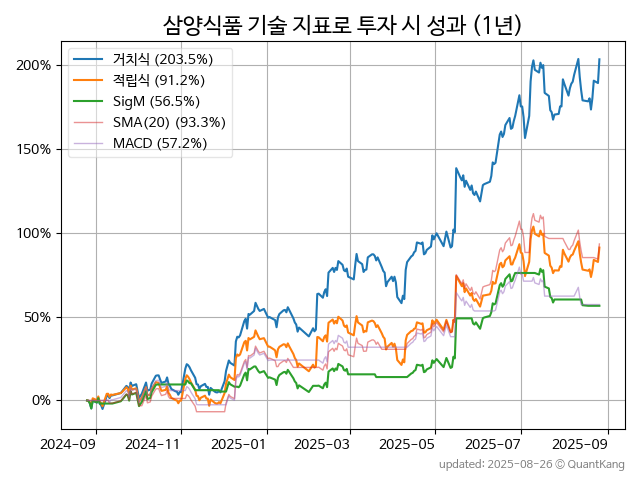 삼양식품 기술 지표로 투자 시 성과 (1년)
거치식 (203.5%)
적립식 (91.2%)
SigM (56.5%)
SMA(20) (93.3%)
MACD (57.2%)
200%
150%
100%
50%
0%
2024-09 2024-11 2025-01 2025-03 2025-05 2025-07 2025-09
updated: 2025-08-26 © QuantKang